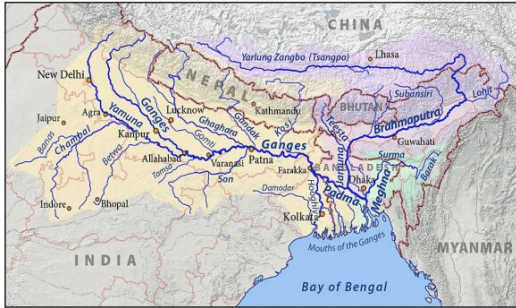 CHINA
Yarlung Zangbo (Tsangpo)
Lhasa
New Delhi
NEPAL
Subansiri
Lohit
BHUTAN
Jaipur
Agra
Yamuna
Ganges
Lucknow
Ghaghara
Gandak
Kathmandu
Kosi
Teesta
Brahmaputra
Guwahati
Banas
Chambal
Kanpur
Gomti
Ganges
Jamuna
Surma
Barak
Betwa
Allahabad
Varanasi
Patna
Farakka
BANGLADESH
Tamsa
Son
Dhaka
Padma
Meghna
Indore
Bhopal
Damodar
Hooghly
Kolkata
Mouths of the Ganges
MYANMAR
INDIA
Bay of Bengal